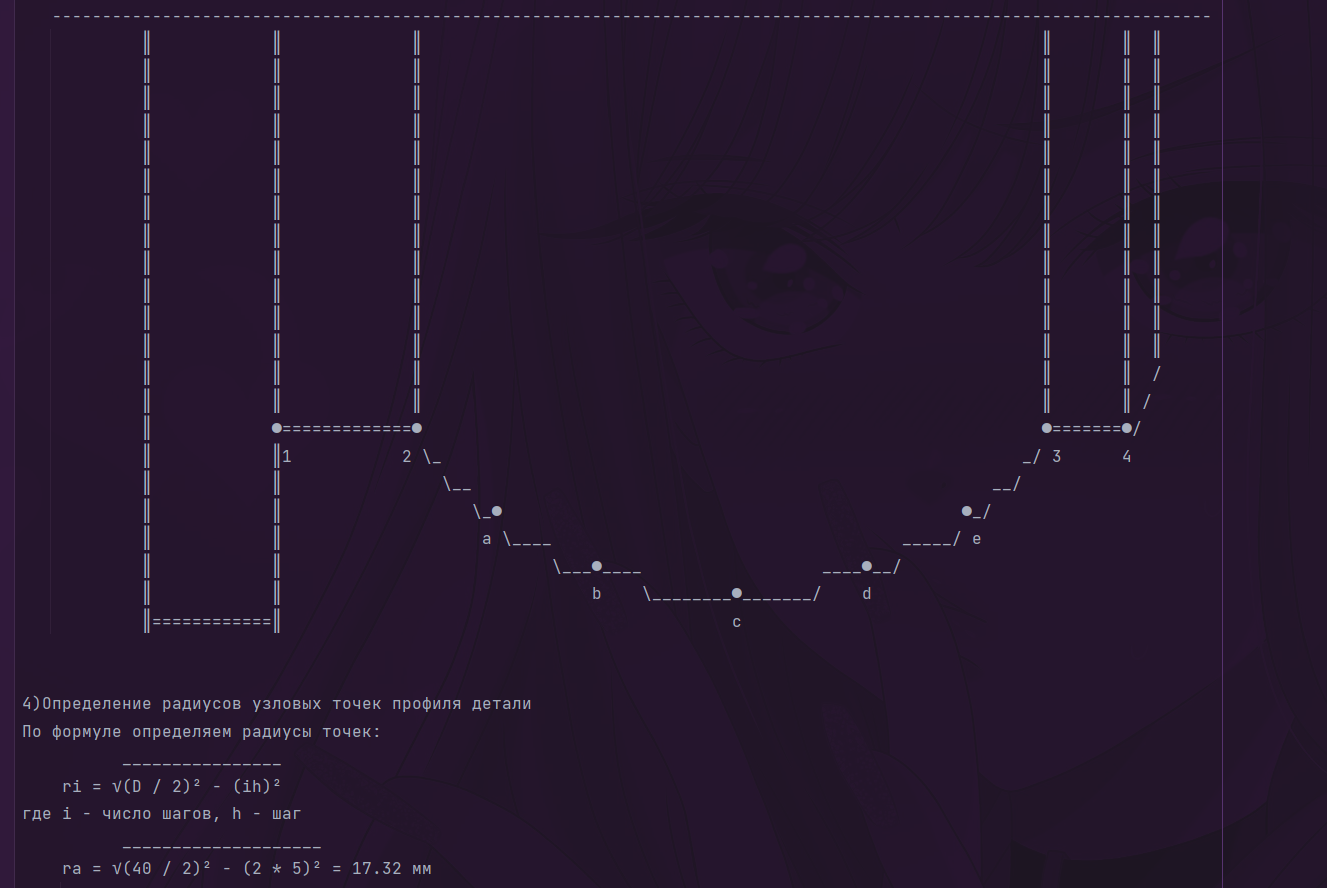 1 2 3 4
a e
b d
c
4)Определение радиусов узловых точек профиля детали
По формуле определяем радиусы точек:
ri = √(D / 2)² - (ih)²
где i - число шагов, h - шаг
ra = √(40 / 2)² - (2 * 5)² = 17.32 мм